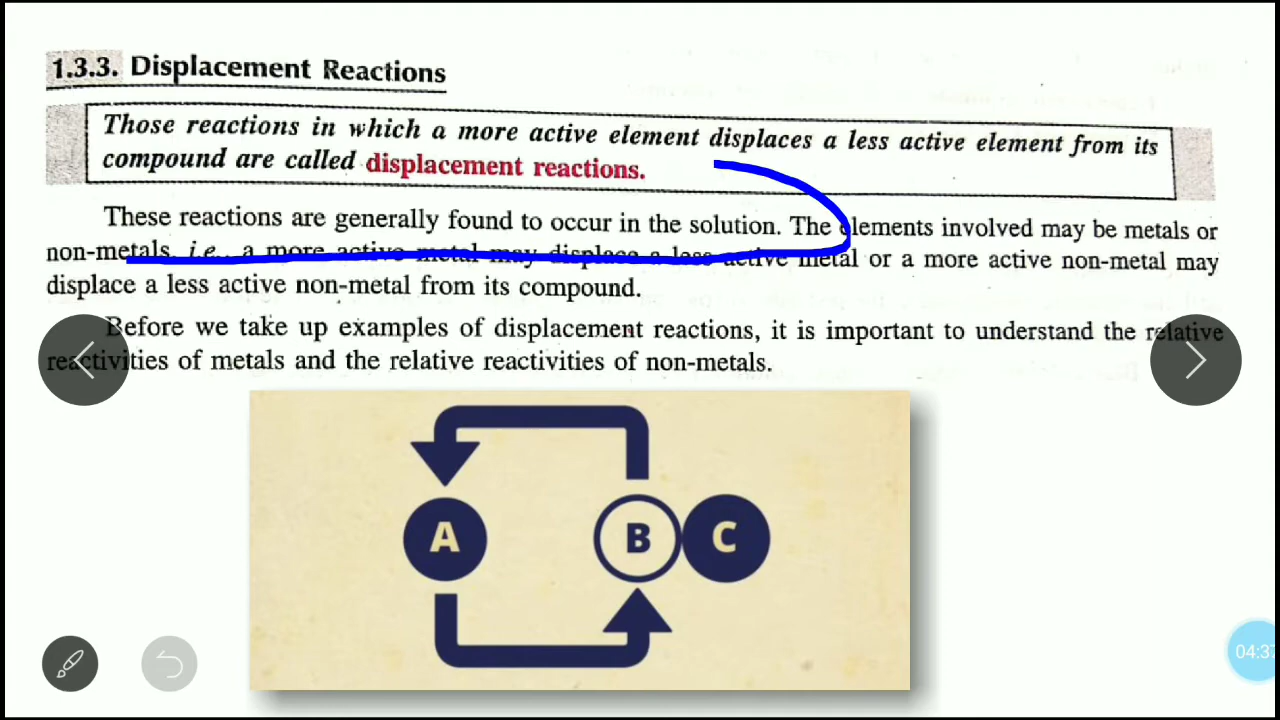 1.3.3. Displacement Reactions
Those reactions in which a more active element displaces a less active element from its
compound are called displacement reactions.
These reactions are generally found to occur in the solution. The elements involved may be metals or
non-metals, i.e., a more active metal may displace a less active metal or a more active non-metal may
displace a less active non-metal from its compound.
Before we take up examples of displacement reactions, it is important to understand the relative
reactivities of metals and the relative reactivities of non-metals.
A B C